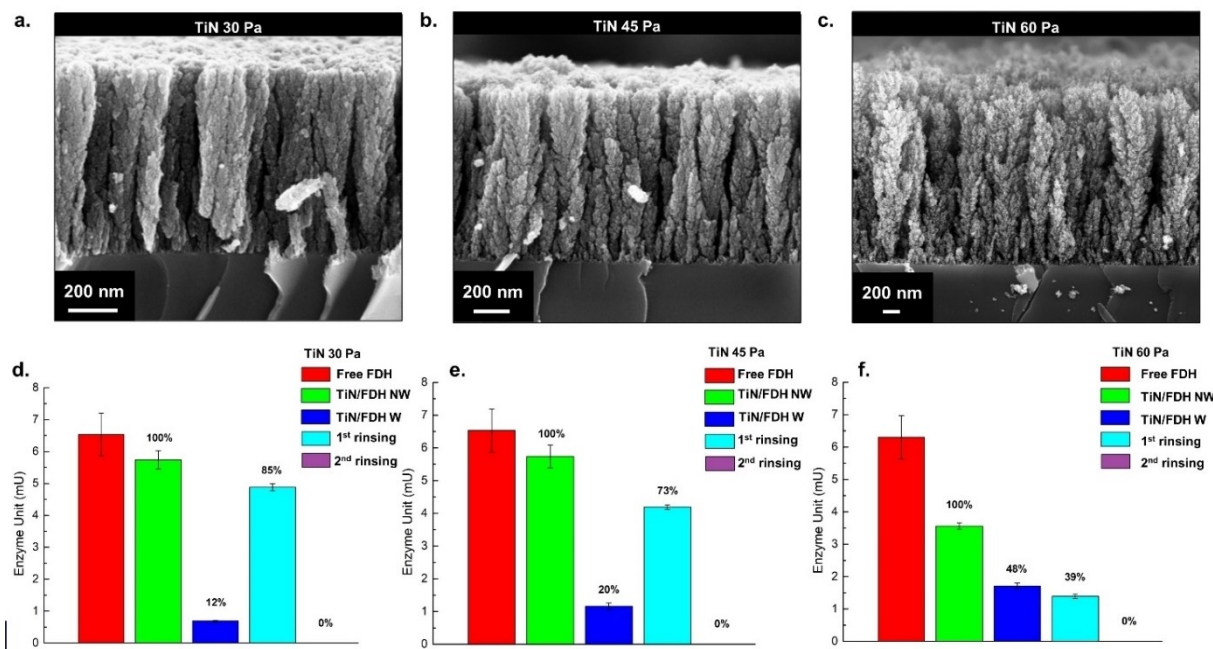 a.
TiN 30 Pa
200 nm
b.
TiN 45 Pa
200 nm
c.
TiN 60 Pa
200 nm
d.
TiN 30 Pa
Free FDH
TiN/FDH NW
TiN/FDH W
1st rinsing
2nd rinsing
Enzyme Unit (mU)
8
7
6
5
4
3
2
1
0
100%
12%
85%
0%
e.
TiN 45 Pa
Free FDH
TiN/FDH NW
TiN/FDH W
1st rinsing
2nd rinsing
Enzyme Unit (mU)
8
7
6
5
4
3
2
1
0
100%
20%
73%
0%
f.
TiN 60 Pa
Free FDH
TiN/FDH NW
TiN/FDH W
1st rinsing
2nd rinsing
Enzyme Unit (mU)
8
7
6
5
4
3
2
1
0
100%
48%
39%
0%